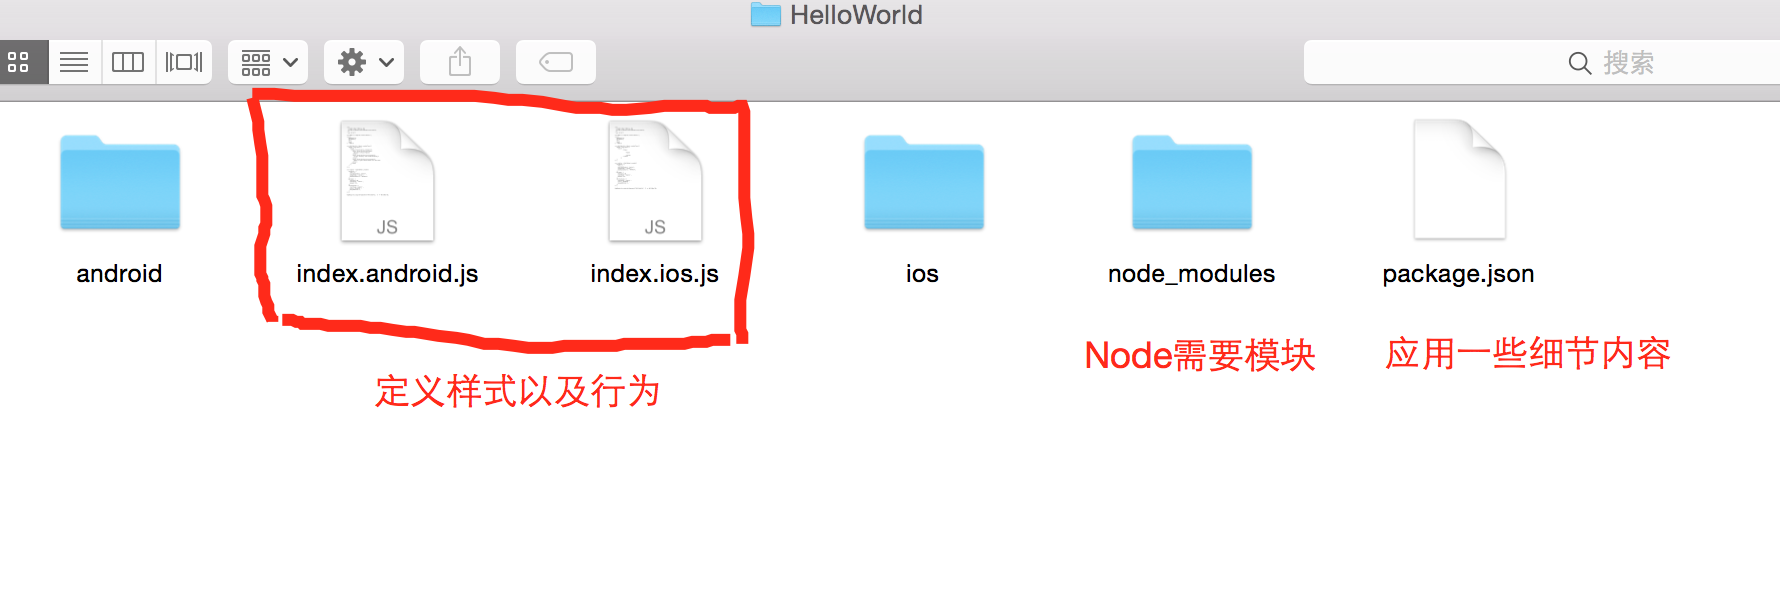 HelloWorld
搜索
JS
JS
android
index.android.js
index.ios.js
ios
node_modules
package.json
Node需要模块
应用一些细节内容
定义样式以及行为